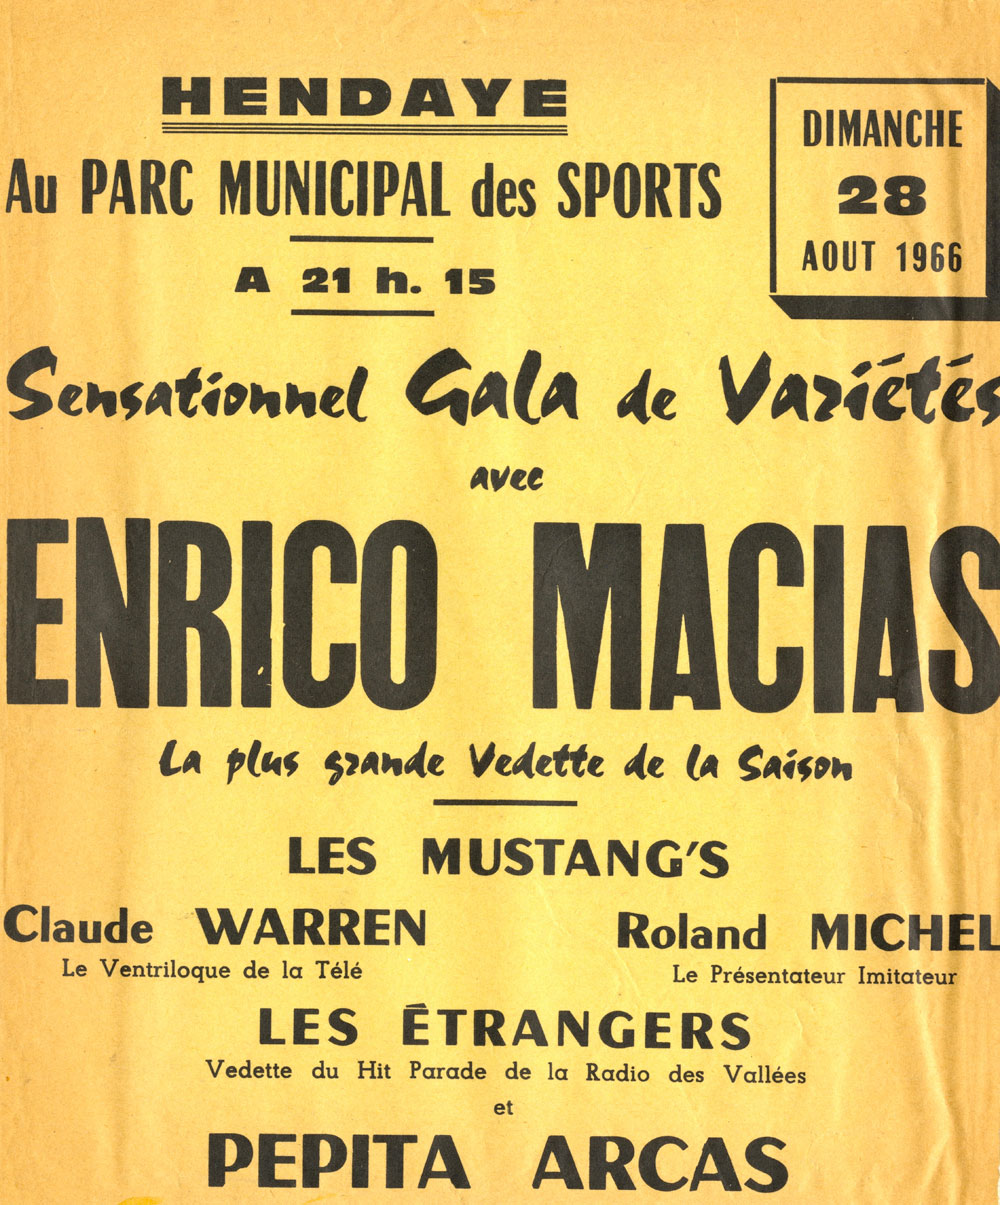 HENDAYE
Au PARC MUNICIPAL des SPORTS
A 21 h. 15
DIMANCHE
28
AOUT 1966
Sensationnel Gala de Variétés
avec
ENRICO MACIAS
La plus grande Vedette de la Saison
LES MUSTANG'S
Claude WARREN
Le Ventriloque de la Télé
Roland MICHEL
Le Présentateur Imitateur
LES ÉTRANGERS
Vedette du Hit Parade de la Radio des Vallées
et
PEPITA ARCAS